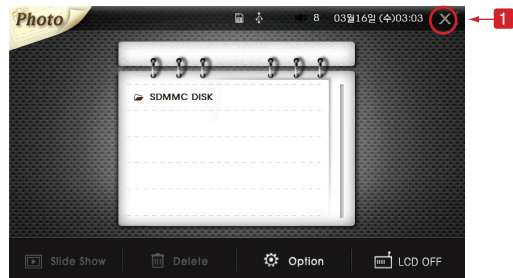 Photo
8 03월16일 (수)03:03
1
SDMMC DISK
Slide Show
Delete
Option
LCD OFF